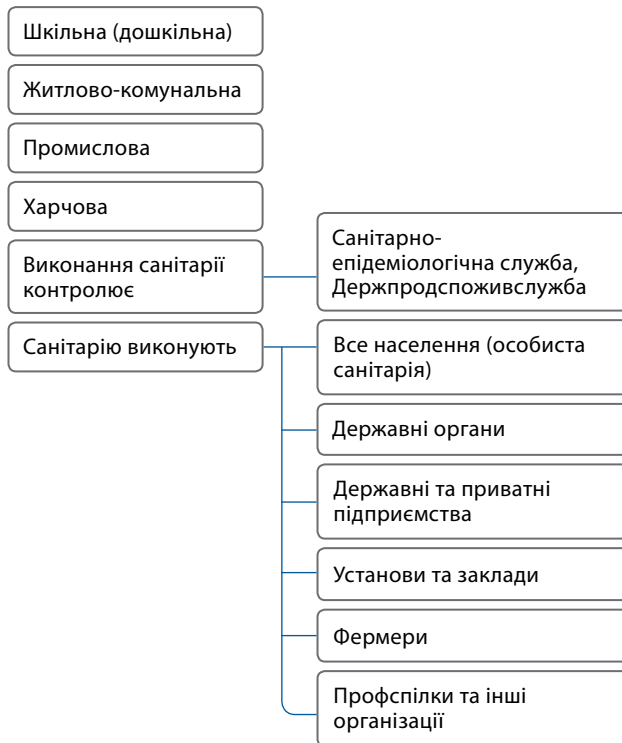 Шкільна (дошкільна)
Житлово-комунальна
Промислова
Харчова
Виконання санітарії
контролює
Санітарно-
епідеміологічна служба,
Держпродспоживслужба
Санітарію виконують
Все населення (особиста
санітарія)
Державні органи
Державні та приватні
підприємства
Установи та заклади
Фермери
Профспілки та інші
організації